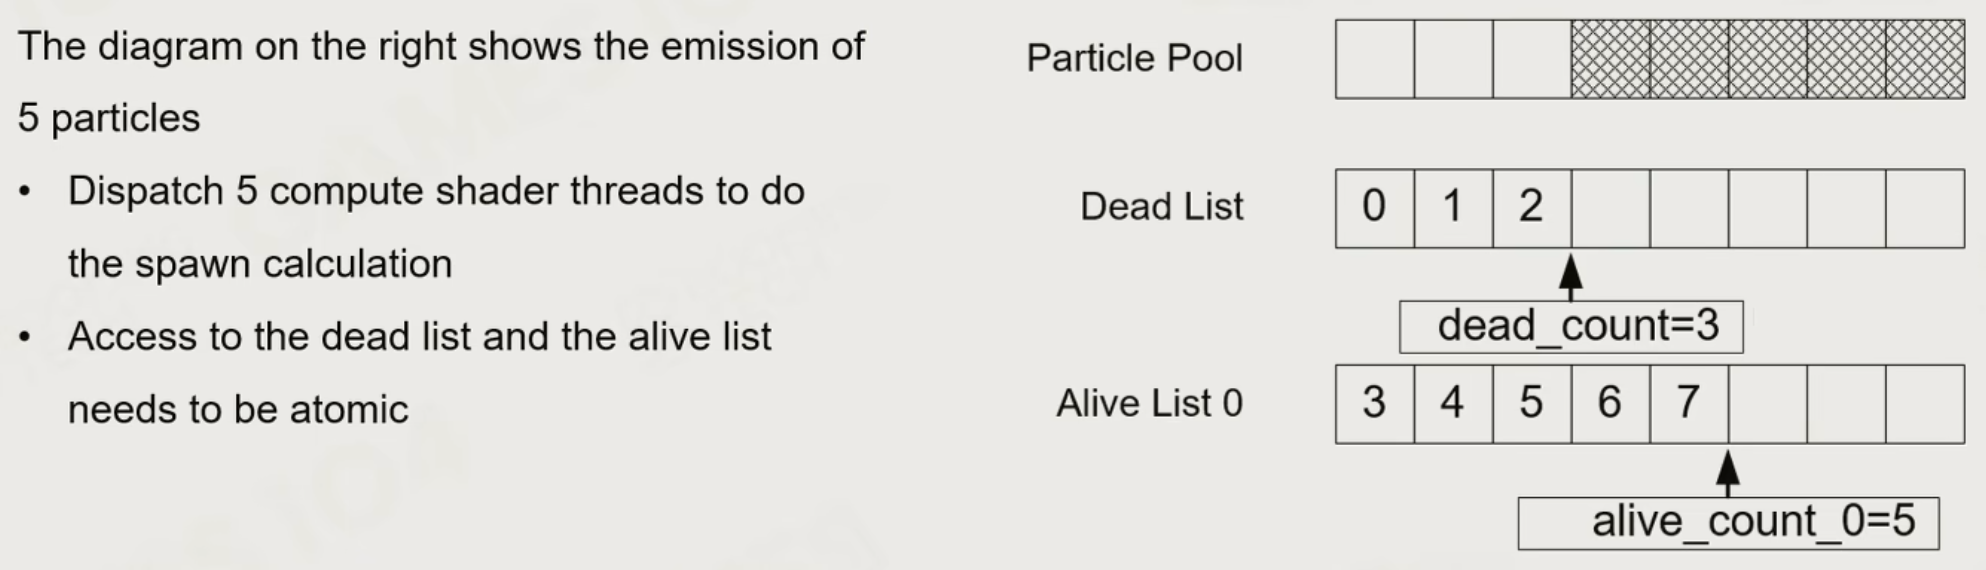 The diagram on the right shows the emission of
5 particles
• Dispatch 5 compute shader threads to do
the spawn calculation
• Access to the dead list and the alive list
needs to be atomic
Particle Pool
Dead List
0 1 2
dead_count=3
Alive List 0
3 4 5 6 7
alive_count_0=5